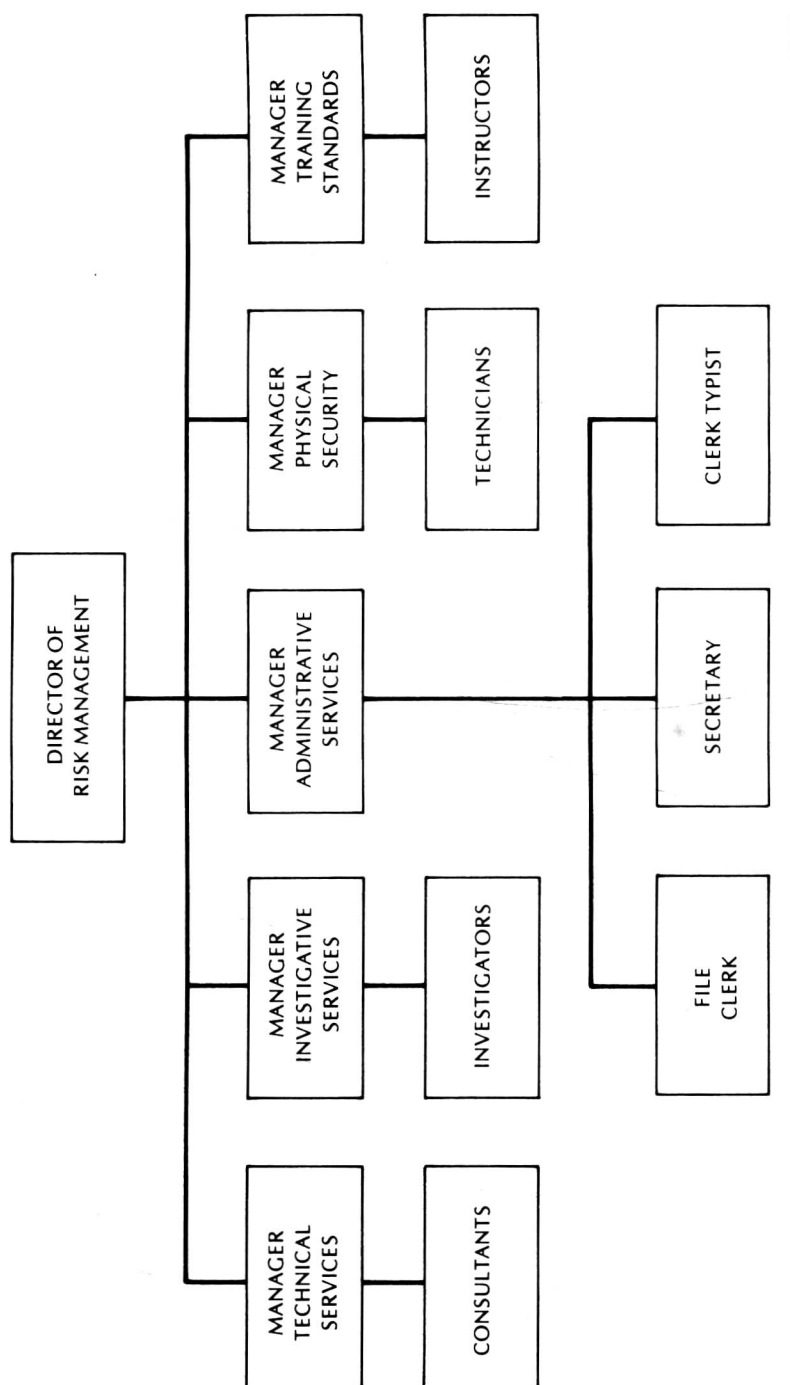 DIRECTOR OF
RISK MANAGEMENT
MANAGER
TECHNICAL
SERVICES
MANAGER
INVESTIGATIVE
SERVICES
MANAGER
ADMINISTRATIVE
SERVICES
MANAGER
PHYSICAL
SECURITY
MANAGER
TRAINING
STANDARDS
CONSULTANTS
INVESTIGATORS
TECHNICIANS
INSTRUCTORS
FILE
CLERK
SECRETARY
CLERK TYPIST